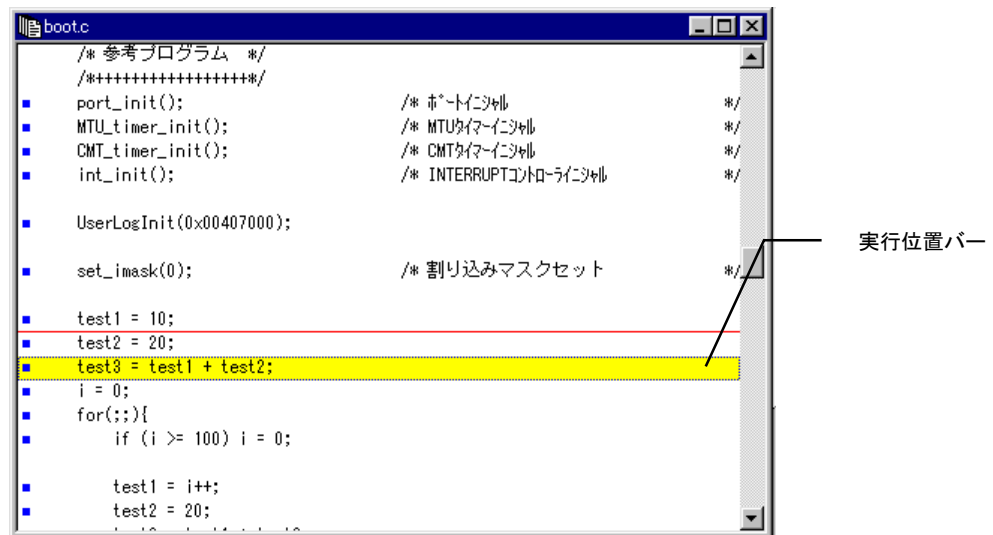 boot.c
/* 参考プログラム */
/*++++++++++++++++++*/
port_init(); /* ﾎﾟｰﾄｲﾆｼｬﾙ */
MTU_timer_init(); /* MTUﾀｲﾏｰｲﾆｼｬﾙ */
CMT_timer_init(); /* CMTﾀｲﾏｰｲﾆｼｬﾙ */
int_init(); /* INTERRUPTｺﾝﾄﾛｰﾗｲﾆｼｬﾙ */
UserLogInit(0x00407000);
set_imask(0); /* 割り込みマスクセット */
test1 = 10;
test2 = 20;
test3 = test1 + test2;
i = 0;
for(;;){
if (i >= 100) i = 0;
test1 = i++;
test2 = 20;
実行位置バー